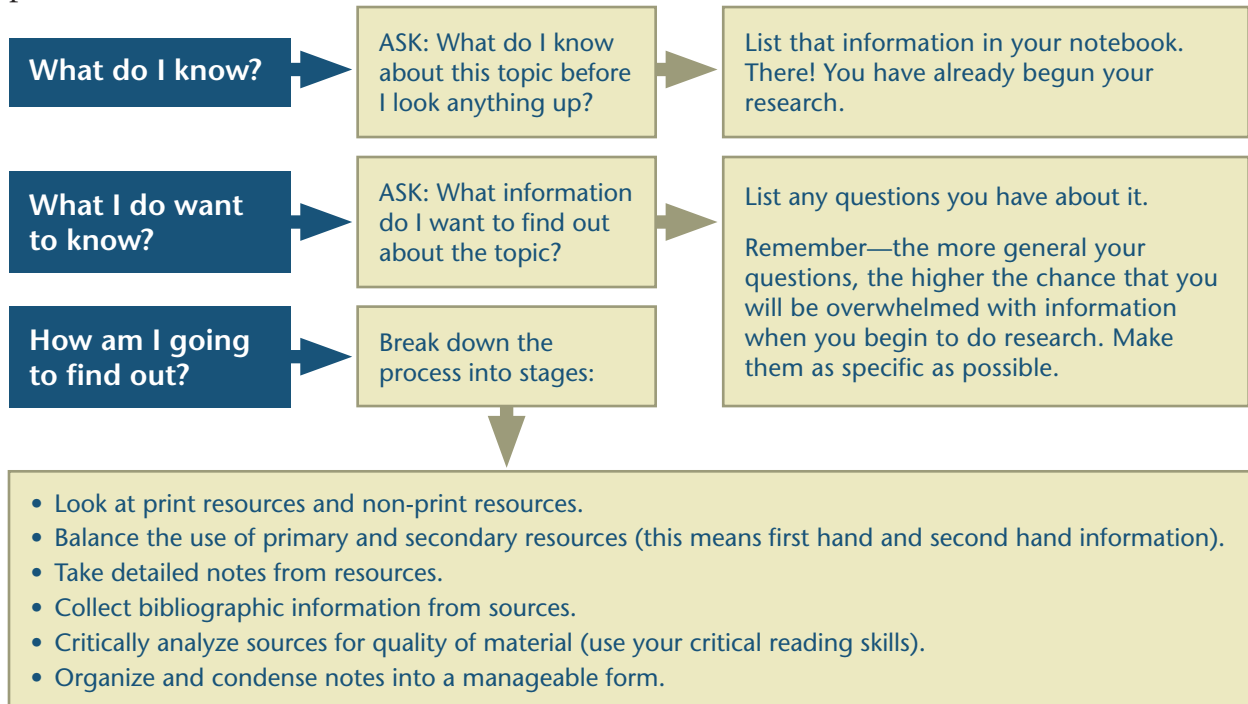 What do I know?
ASK: What do I know
about this topic before
I look anything up?
List that information in your notebook.
There! You have already begun your
research.
What I do want
to know?
ASK: What information
do I want to find out
about the topic?
List any questions you have about it.
Remember—the more general your
questions, the higher the chance that you
will be overwhelmed with information
when you begin to do research. Make
them as specific as possible.
How am I going
to find out?
Break down the
process into stages:
• Look at print resources and non-print resources.
• Balance the use of primary and secondary resources (this means first hand and second hand information).
• Take detailed notes from resources.
• Collect bibliographic information from sources.
• Critically analyze sources for quality of material (use your critical reading skills).
• Organize and condense notes into a manageable form.